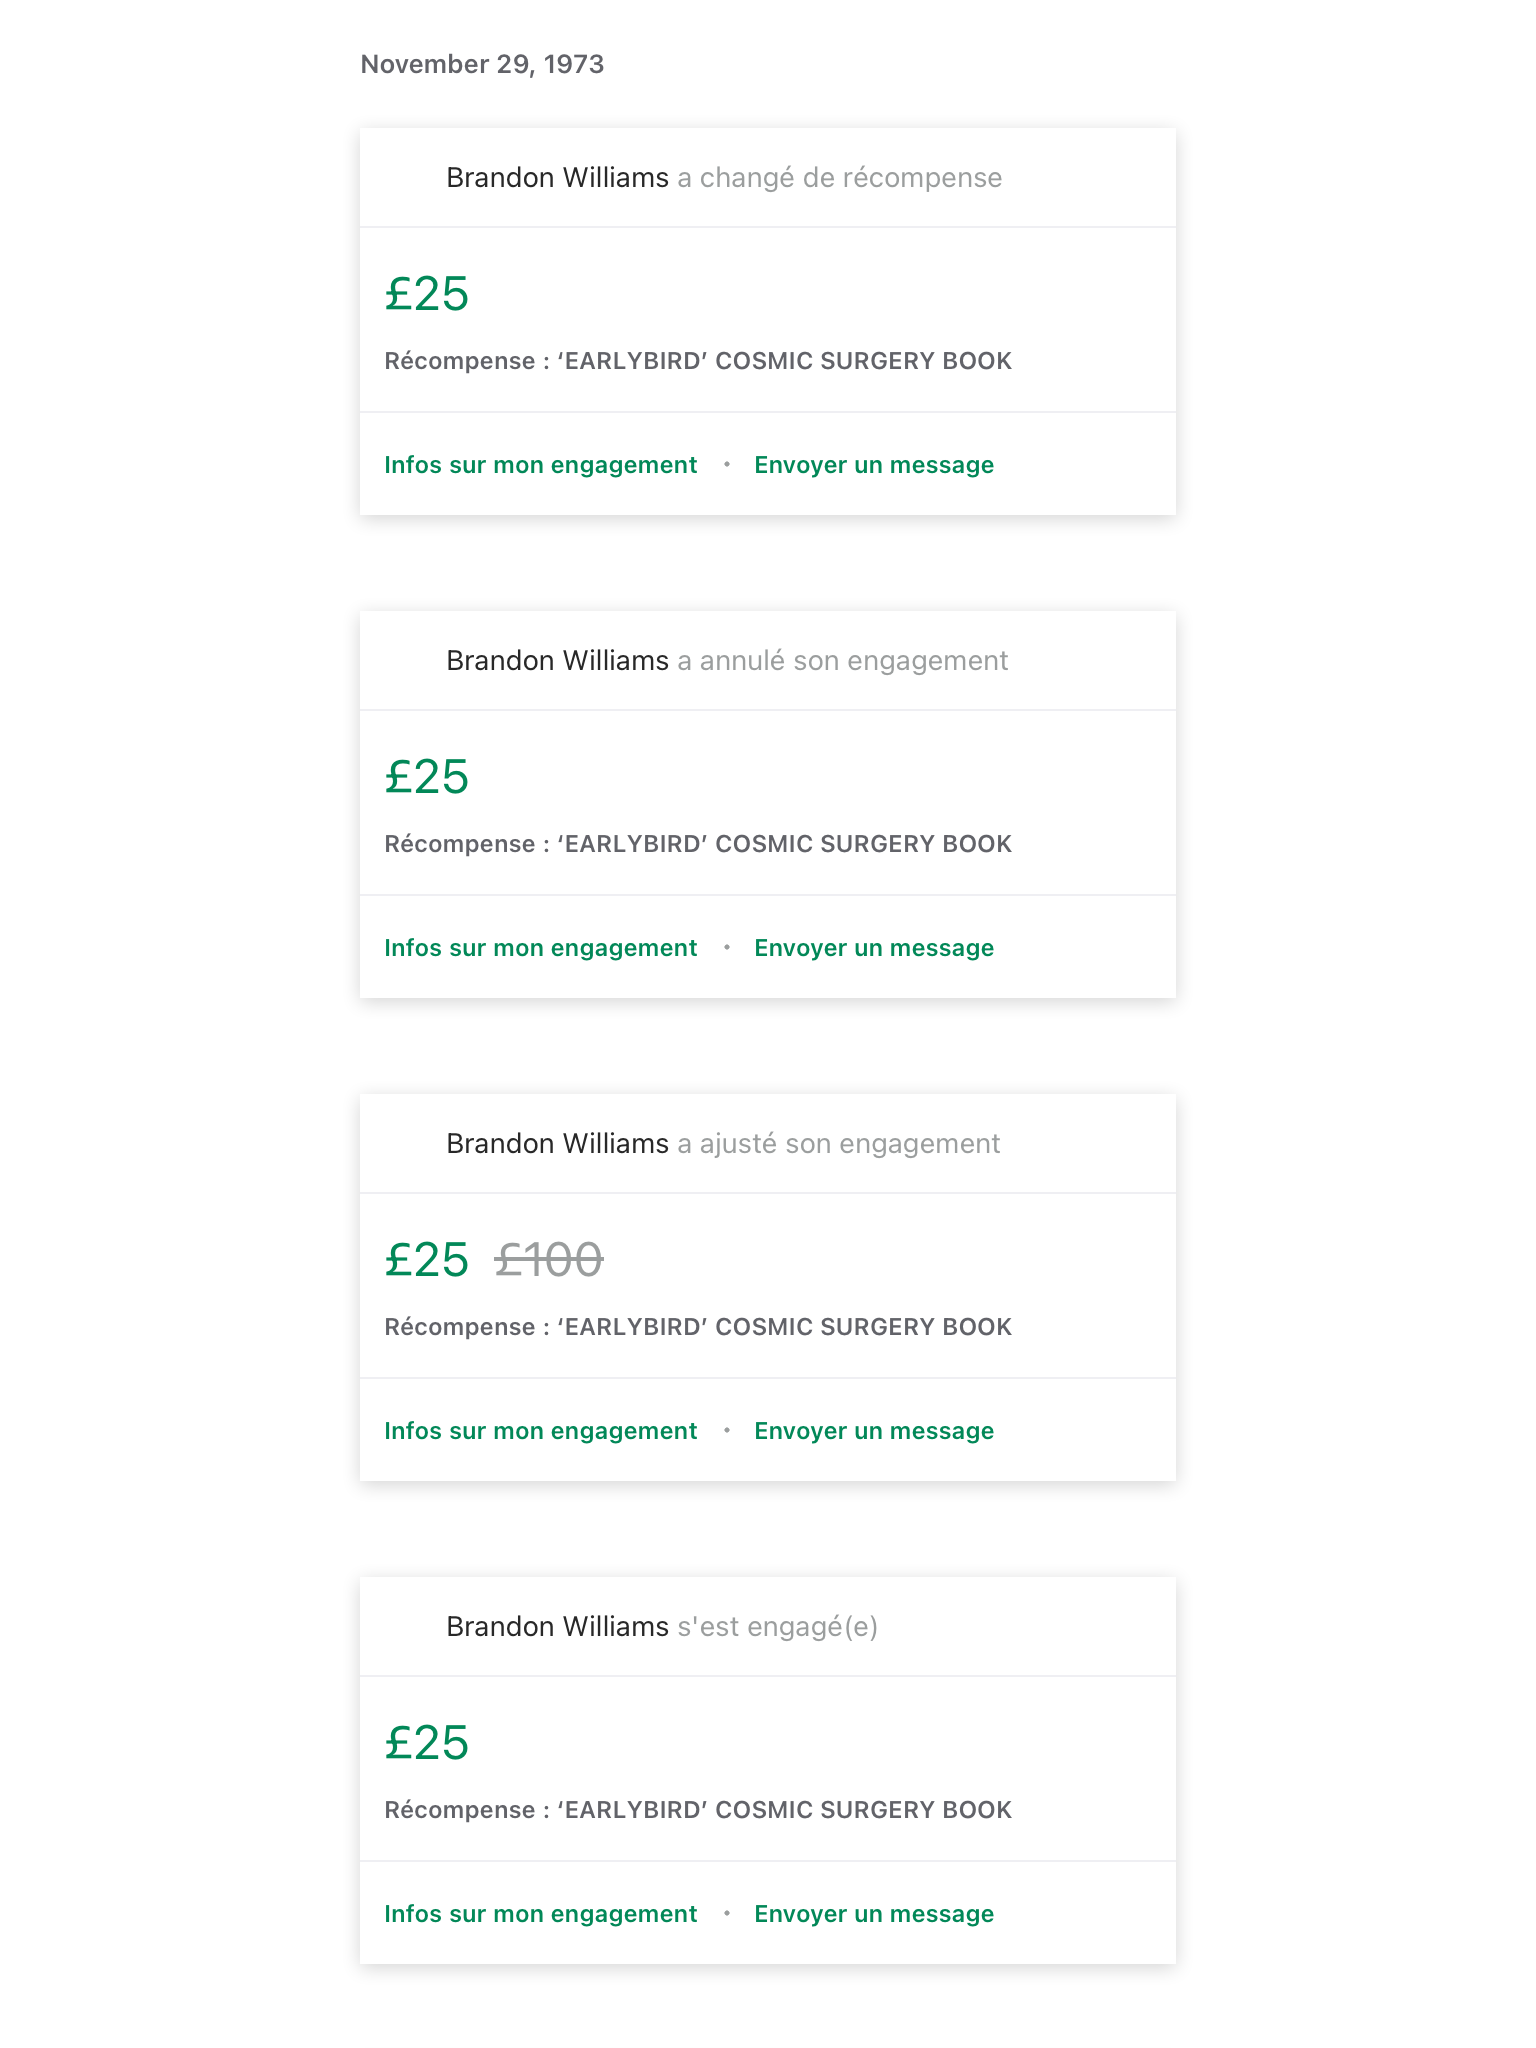 November 29, 1973
Brandon Williams a changé de récompense
£25
Récompense : ‘EARLYBIRD’ COSMIC SURGERY BOOK
Infos sur mon engagement • Envoyer un message
Brandon Williams a annulé son engagement
£25
Récompense : ‘EARLYBIRD’ COSMIC SURGERY BOOK
Infos sur mon engagement • Envoyer un message
Brandon Williams a ajusté son engagement
£25 £100
Récompense : ‘EARLYBIRD’ COSMIC SURGERY BOOK
Infos sur mon engagement • Envoyer un message
Brandon Williams s'est engagé(e)
£25
Récompense : ‘EARLYBIRD’ COSMIC SURGERY BOOK
Infos sur mon engagement • Envoyer un message